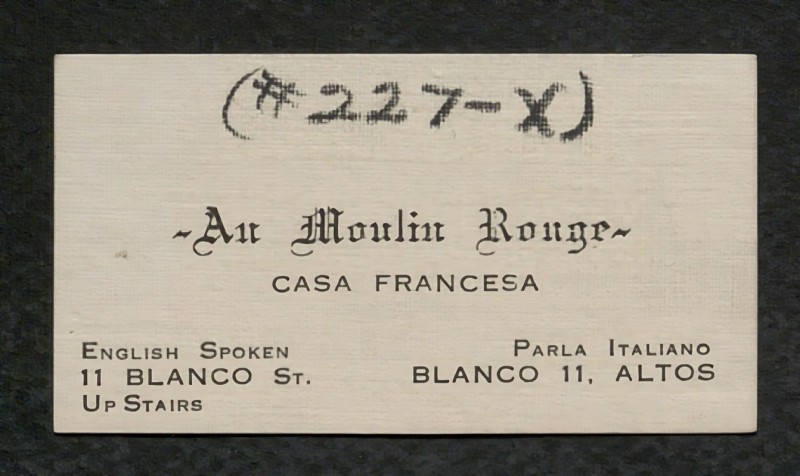 (#227-X)
~Au Moulin Rouge~
CASA FRANCESA
ENGLISH SPOKEN
11 BLANCO ST.
UP STAIRS
PARLA ITALIANO
BLANCO 11, ALTOS